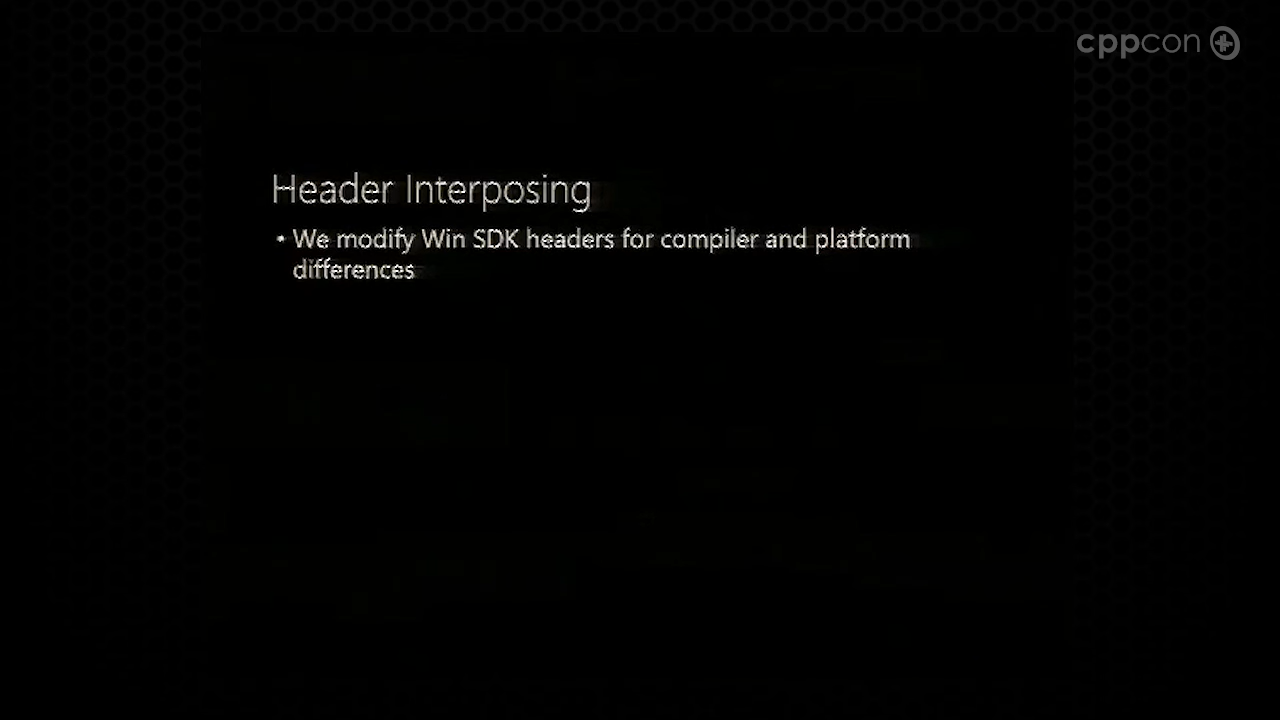 cppcon
Header Interposing
• We modify Win SDK headers for compiler and platform
differences